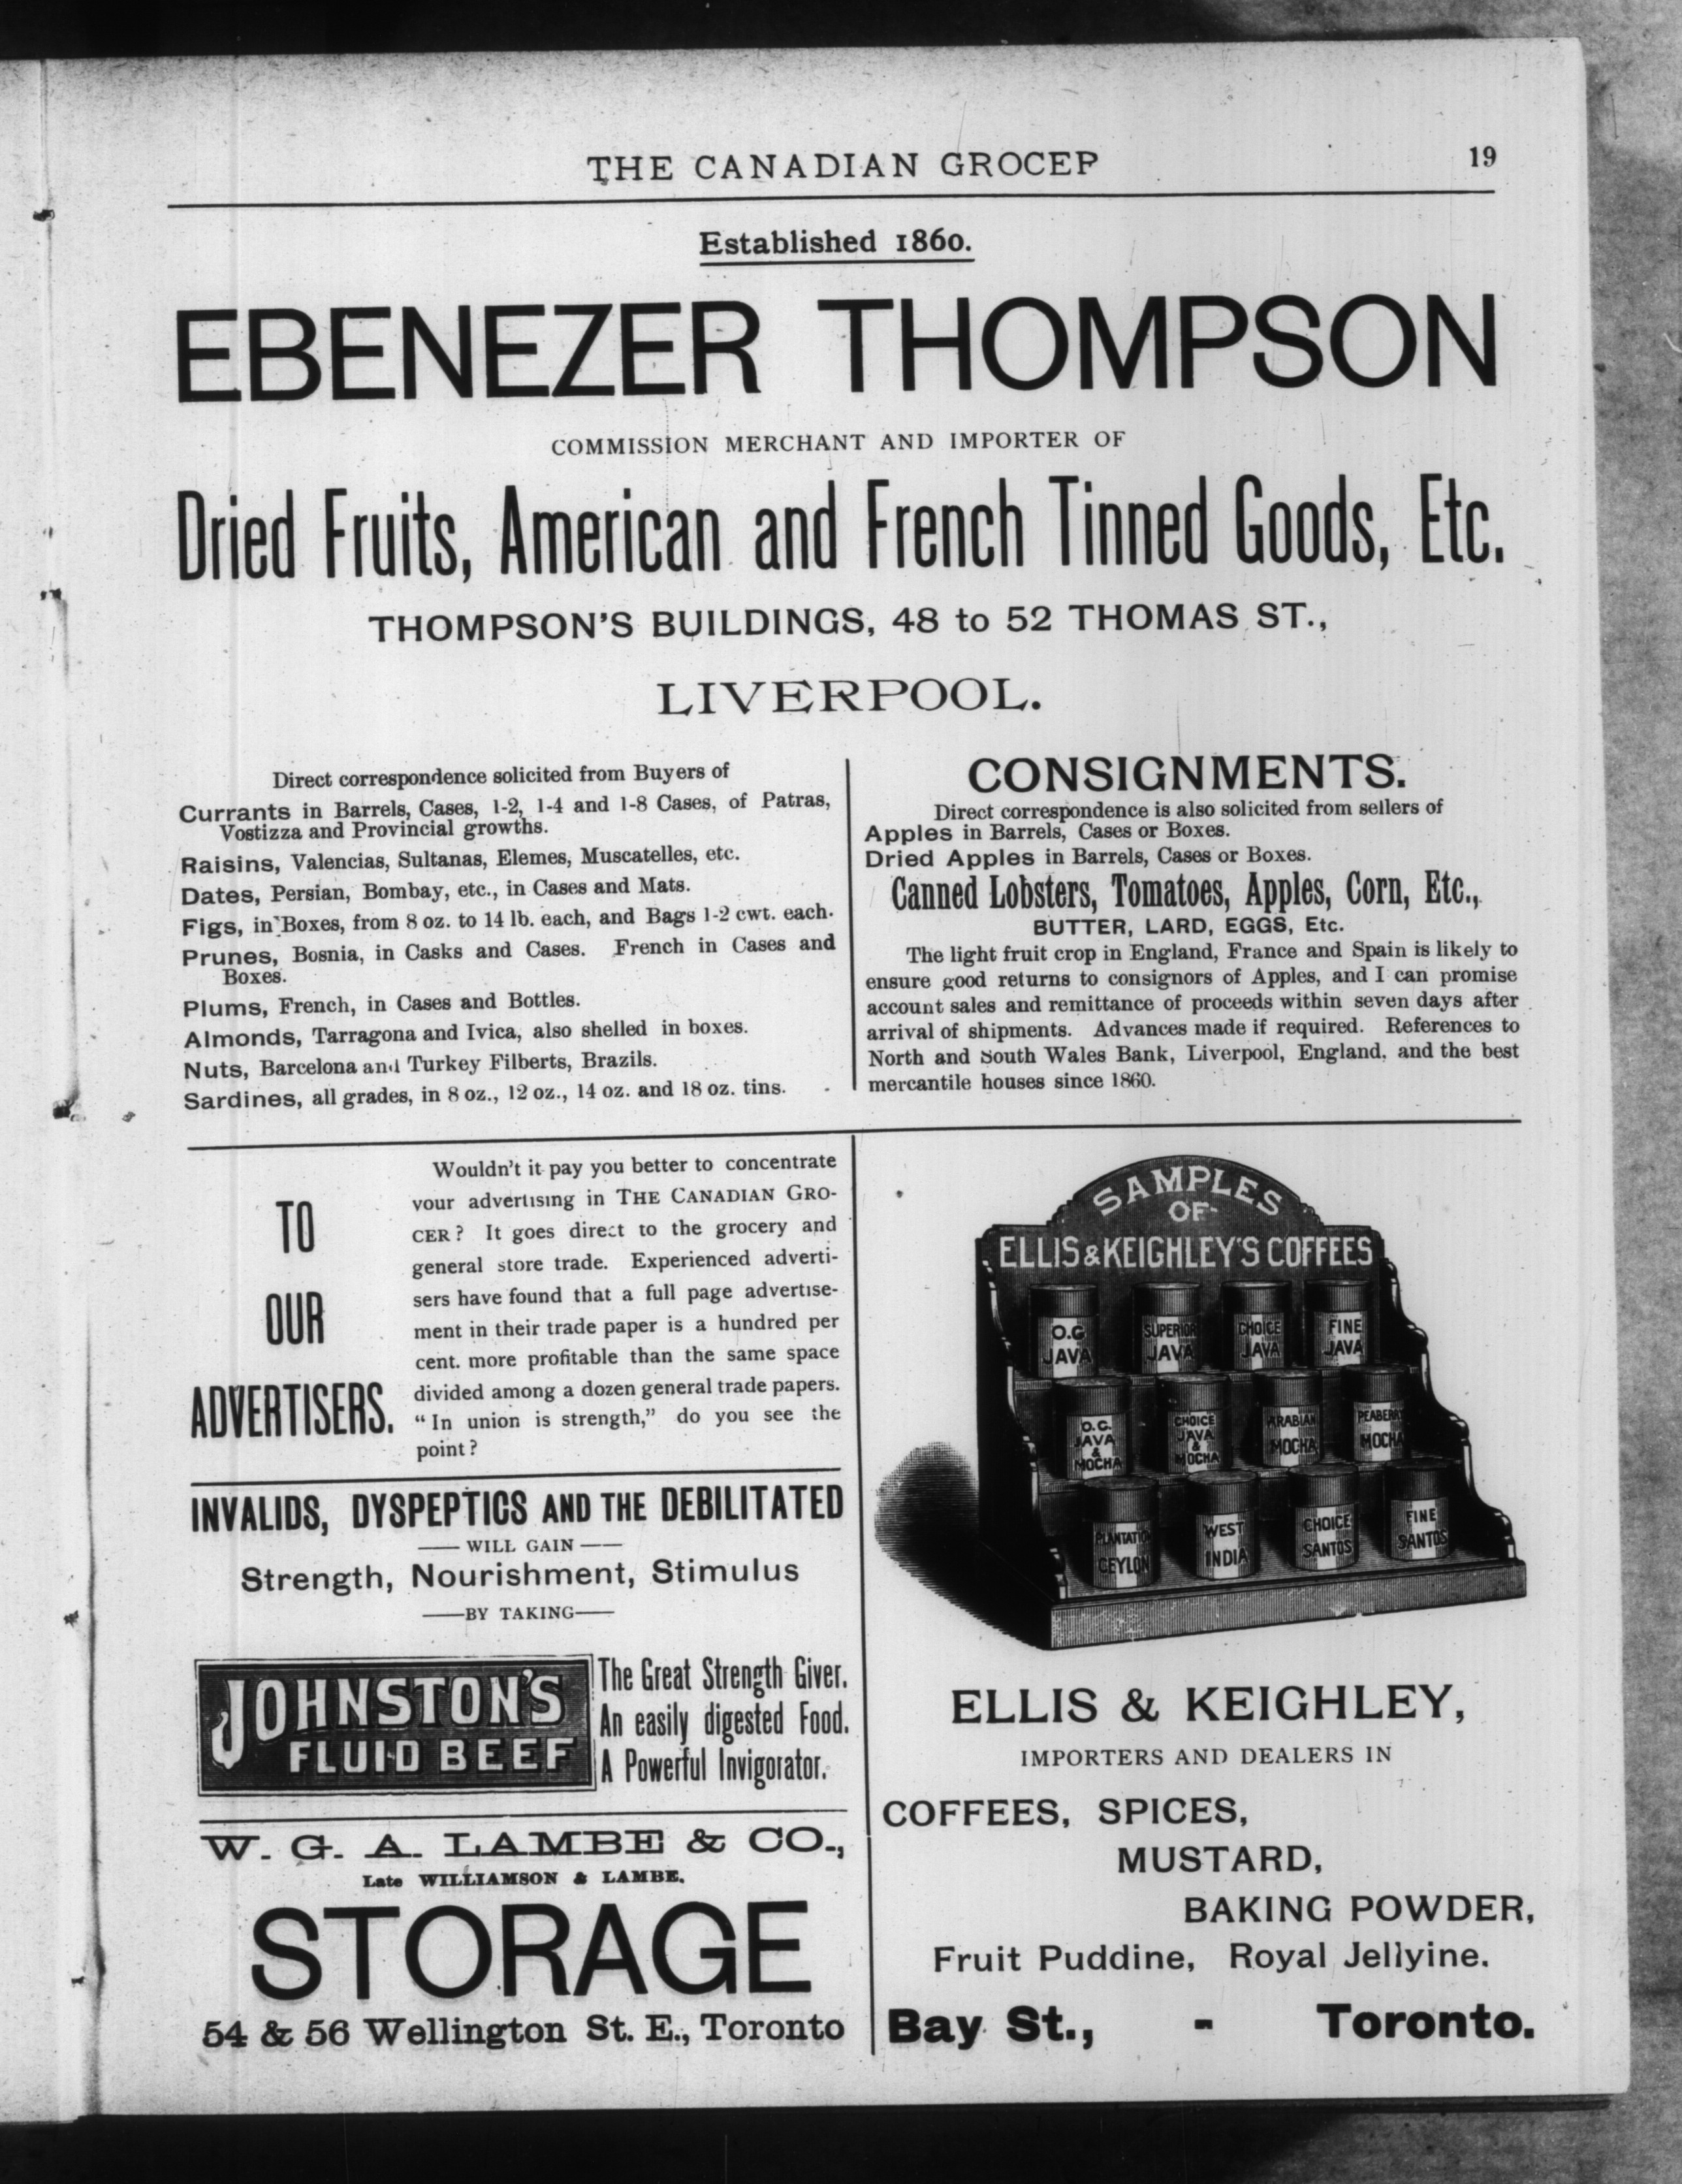 THE CANADIAN GROCER
19
Established 1860.
EBENEZER THOMPSON
COMMISSION MERCHANT AND IMPORTER OF
Dried Fruits, American and French Tinned Goods, Etc.
THOMPSON'S BUILDINGS, 48 to 52 THOMAS ST.,
LIVERPOOL.
Direct correspondence solicited from Buyers of
Currants in Barrels, Cases, 1-2, 1-4 and 1-8 Cases, of Patras,
Vostizza and Provincial growths.
Raisins, Valencias, Sultanas, Elemes, Muscatelles, etc.
Dates, Persian, Bombay, etc., in Cases and Mats.
Figs, in Boxes, from 8 oz. to 14 lb. each, and Bags 1-2 cwt. each.
Prunes, Bosnia, in Casks and Cases. French in Cases and
Boxes.
Plums, French, in Cases and Bottles.
Almonds, Tarragona and Ivica, also shelled in boxes.
Nuts, Barcelona and Turkey Filberts, Brazils.
Sardines, all grades, in 8 oz., 12 oz., 14 oz. and 18 oz. tins.
CONSIGNMENTS.
Direct correspondence is also solicited from sellers of
Apples in Barrels, Cases or Boxes.
Dried Apples in Barrels, Cases or Boxes.
Canned Lobsters, Tomatoes, Apples, Corn, Etc.,
BUTTER, LARD, EGGS, Etc.
The light fruit crop in England, France and Spain is likely to
ensure good returns to consignors of Apples, and I can promise
account sales and remittance of proceeds within seven days after
arrival of shipments. Advances made if required. References to
North and South Wales Bank, Liverpool, England, and the best
mercantile houses since 1860.
TO
OUR
ADVERTISERS.
Wouldn't it pay you better to concentrate
your advertising in THE CANADIAN GRO-
CER? It goes direct to the grocery and
general store trade. Experienced adverti-
sers have found that a full page advertise-
ment in their trade paper is a hundred per
cent. more profitable than the same space
divided among a dozen general trade papers.
"In union is strength," do you see the
point?
INVALIDS, DYSPEPTICS AND THE DEBILITATED
WILL GAIN
Strength, Nourishment, Stimulus
BY TAKING
JOHNSTON'S
FLUID BEEF
The Great Strength Giver.
An easily digested Food.
A Powerful Invigorator.
W. G. A. LAMBE & CO.,
Late WILLIAMSON & LAMBE.
STORAGE
54 & 56 Wellington St. E., Toronto
SAMPLES
OF
ELLIS & KEIGHLEY'S COFFEES
O.G
JAVA
SUPERIOR
JAVA
CHOICE
JAVA
FINE
JAVA
O.G.
JAVA
&
MOCHA
CHOICE
JAVA
&
MOCHA
ARABIAN
MOCHA
PEABERRY
MOCHA
PLANTATION
CEYLON
WEST
INDIA
CHOICE
SANTOS
FINE
SANTOS
ELLIS & KEIGHLEY,
IMPORTERS AND DEALERS IN
COFFEES, SPICES,
MUSTARD,
BAKING POWDER,
Fruit Puddine, Royal Jellyine.
Bay St., - Toronto.